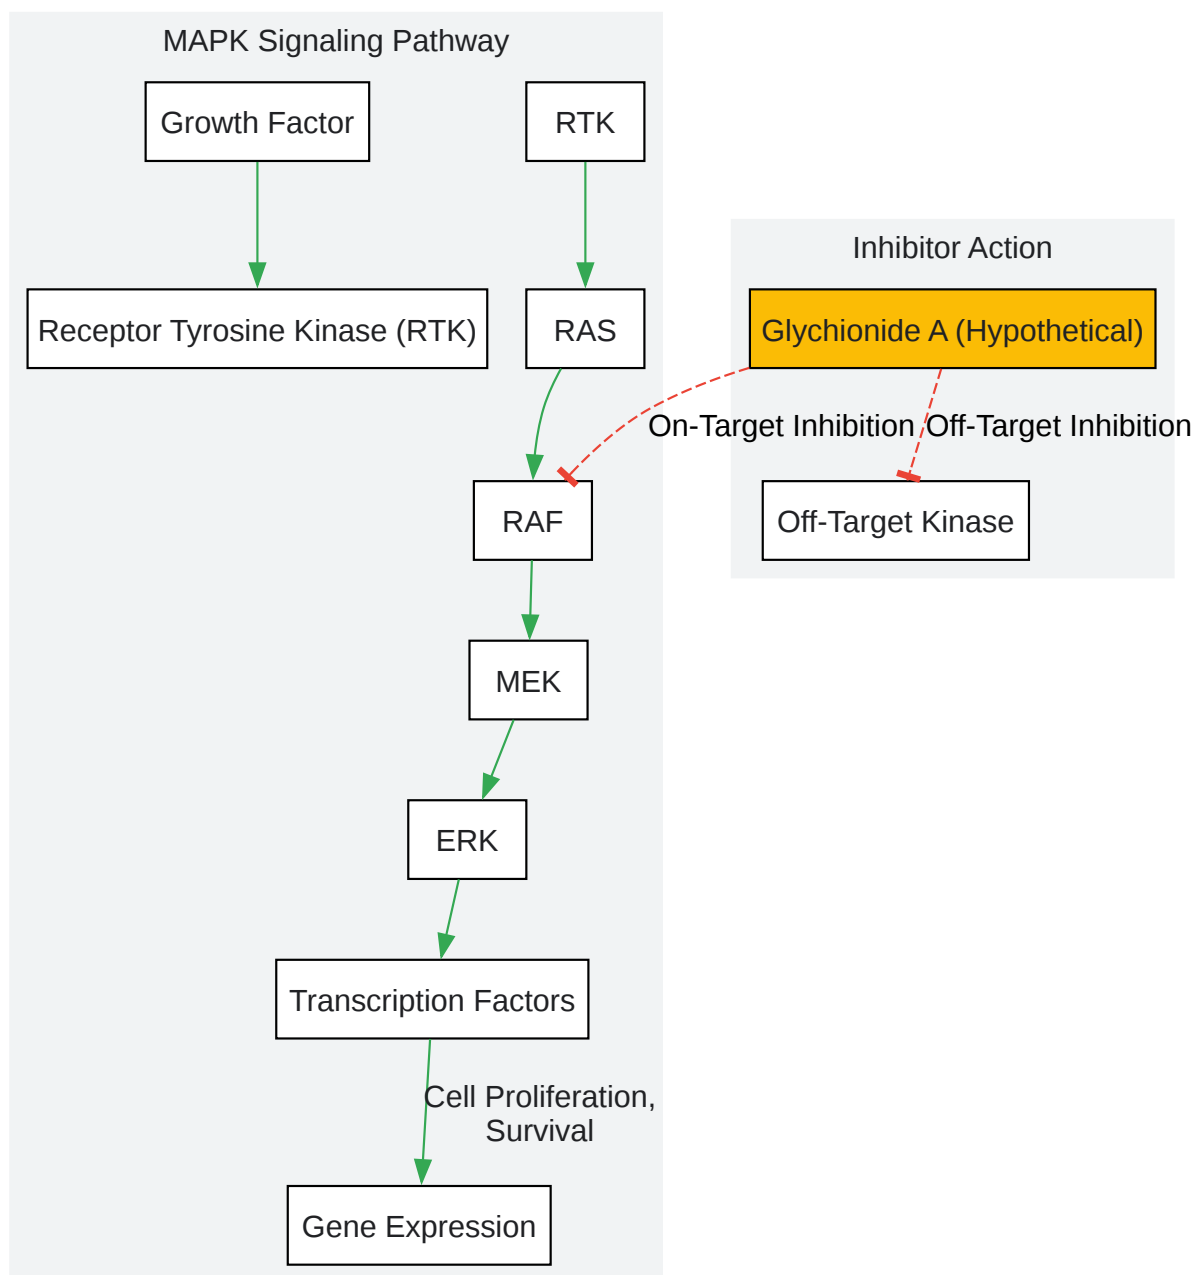 MAPK Signaling Pathway
Growth Factor
RTK
Inhibitor Action
Receptor Tyrosine Kinase (RTK)
RAS
Glychionide A (Hypothetical)
On-Target Inhibition
Off-Target Inhibition
RAF
Off-Target Kinase
MEK
ERK
Transcription Factors
Cell Proliferation,
Survival
Gene Expression